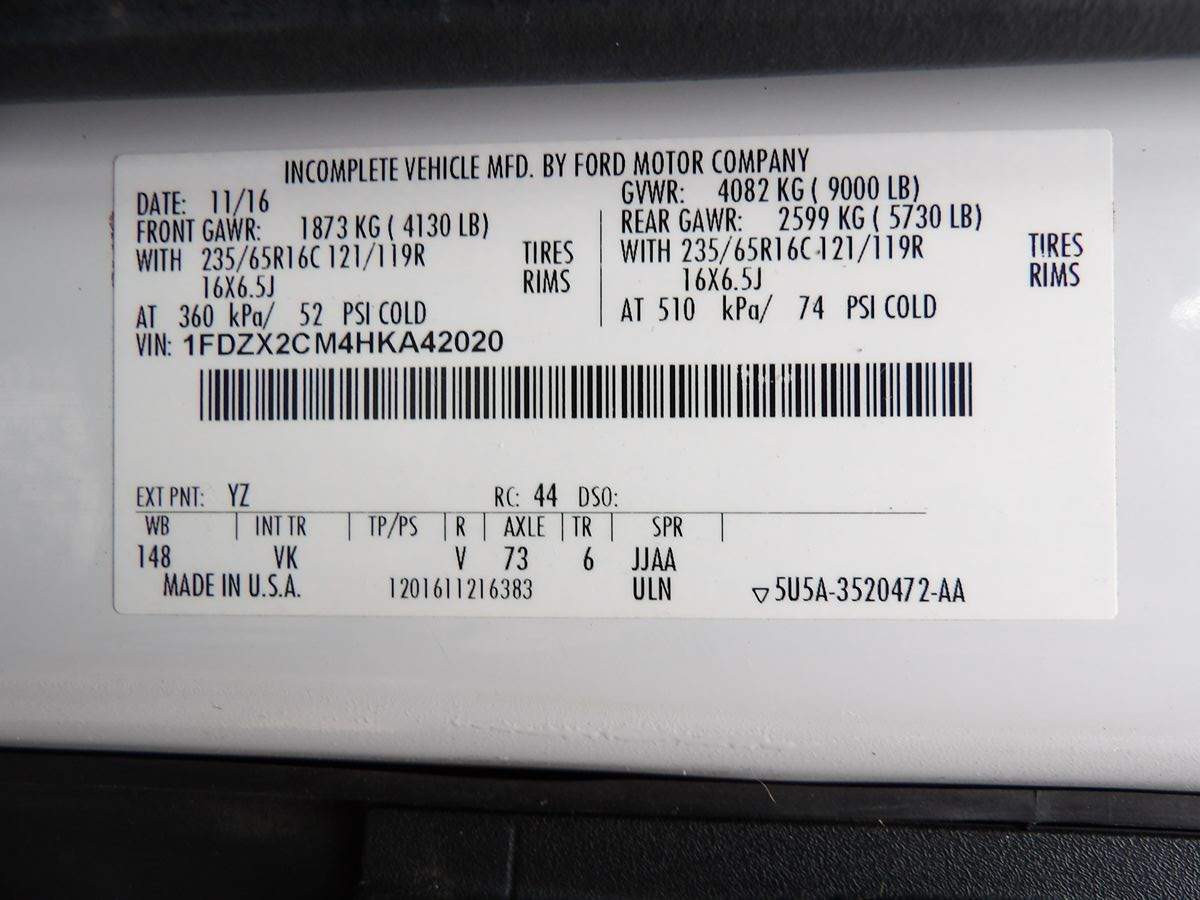 INCOMPLETE VEHICLE MFD. BY FORD MOTOR COMPANY
DATE: 11/16 GVWR: 4082 KG ( 9000 LB)
FRONT GAWR: 1873 KG ( 4130 LB) REAR GAWR: 2599 KG ( 5730 LB)
WITH 235/65R16C 121/119R TIRES WITH 235/65R16C 121/119R TIRES
16X6.5J RIMS 16X6.5J RIMS
AT 360 kPa/ 52 PSI COLD AT 510 kPa/ 74 PSI COLD
VIN: 1FDZX2CM4HKA42020
EXT PNT: YZ RC: 44 DSO:
WB INT TR TP/PS R AXLE TR SPR
148 VK V 73 6 JJAA
MADE IN U.S.A. 1201611216383 ULN ▽5U5A-3520472-AA